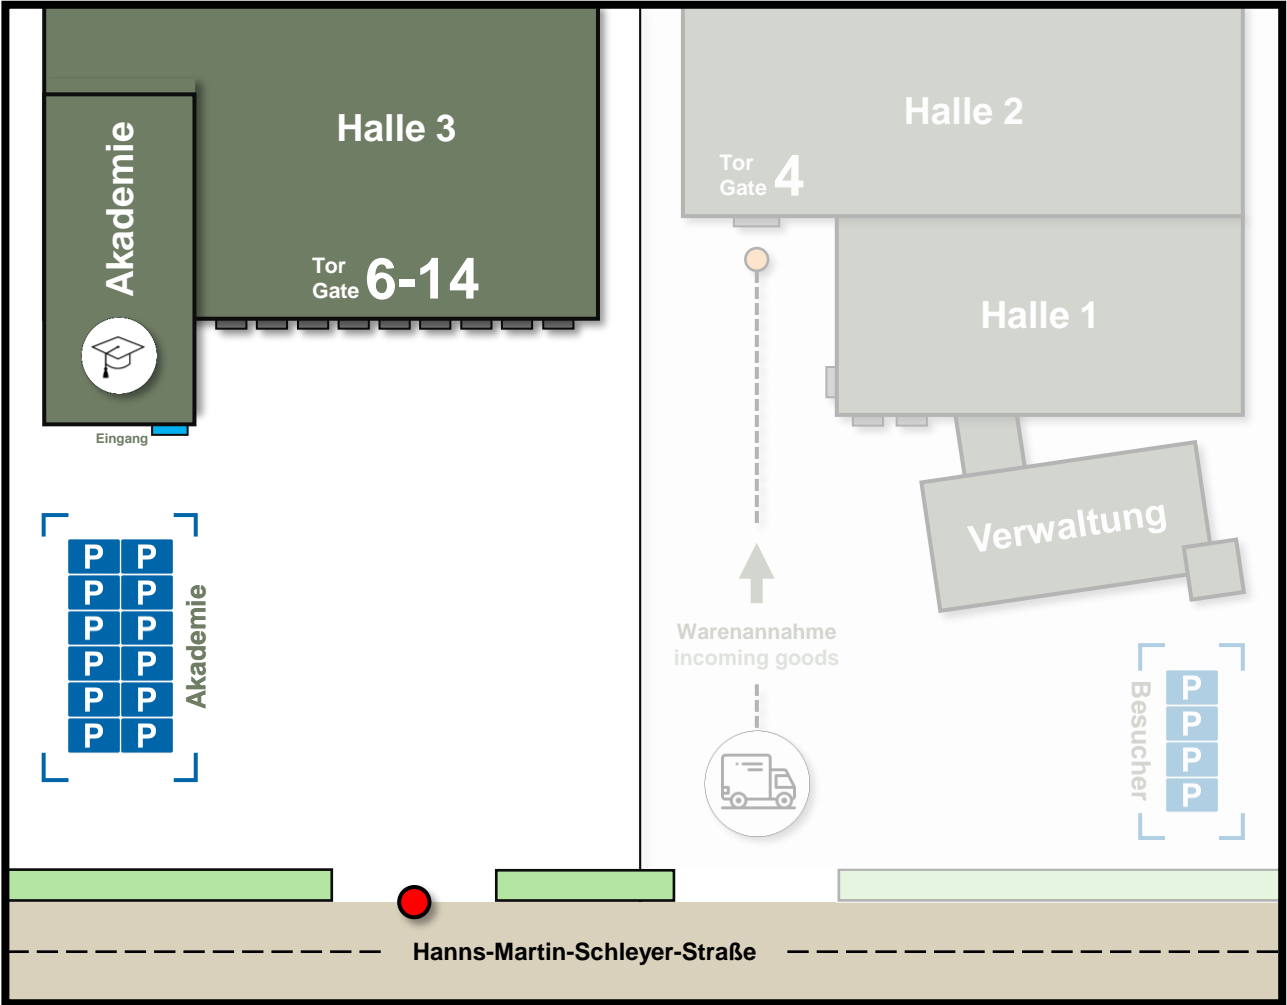 Halle 3
Akademie
Tor
Gate 6-14
Eingang
Halle 2
Tor
Gate 4
Halle 1
Verwaltung
Warenannahme
incoming goods
P P
P P
P P
P P
P P
P P
Akademie
Besucher
P
P
P
P
Hanns-Martin-Schleyer-Straße